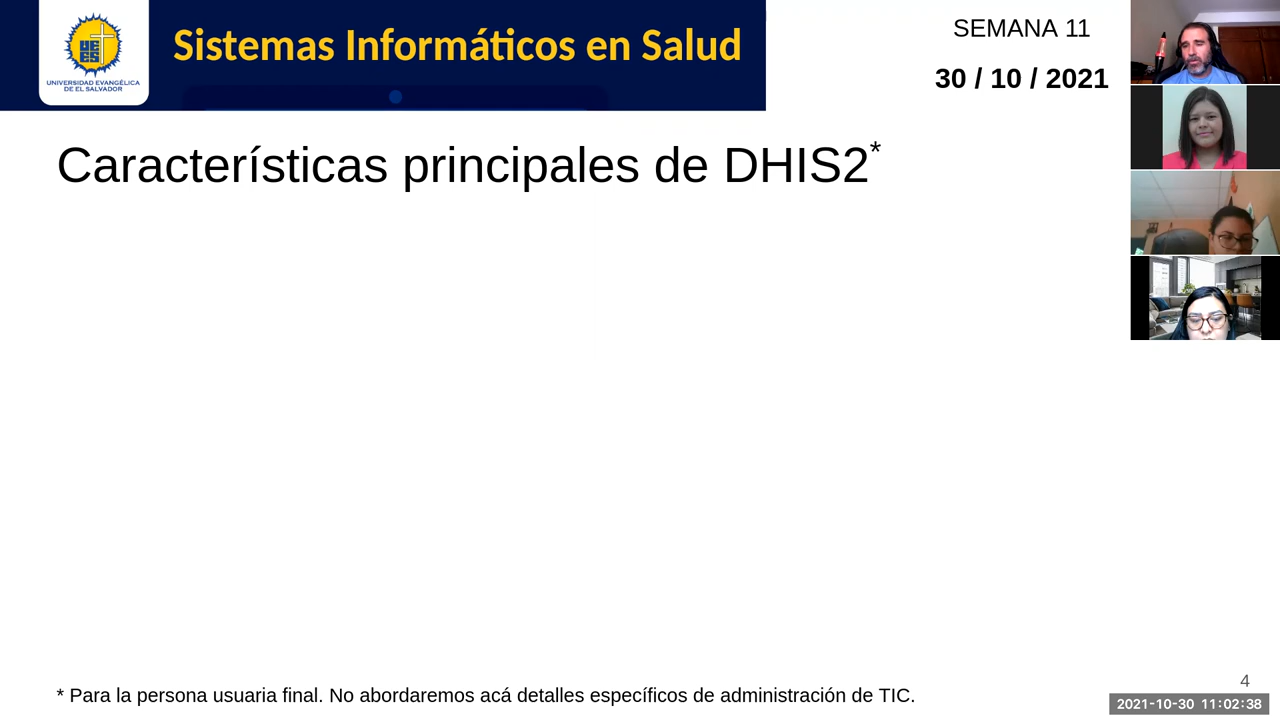 UEES
UNIVERSIDAD EVANGÉLICA
DE EL SALVADOR
Sistemas Informáticos en Salud
SEMANA 11
30 / 10 / 2021
Características principales de DHIS2*
* Para la persona usuaria final. No abordaremos acá detalles específicos de administración de TIC.
4
2021-10-30 11:02:38